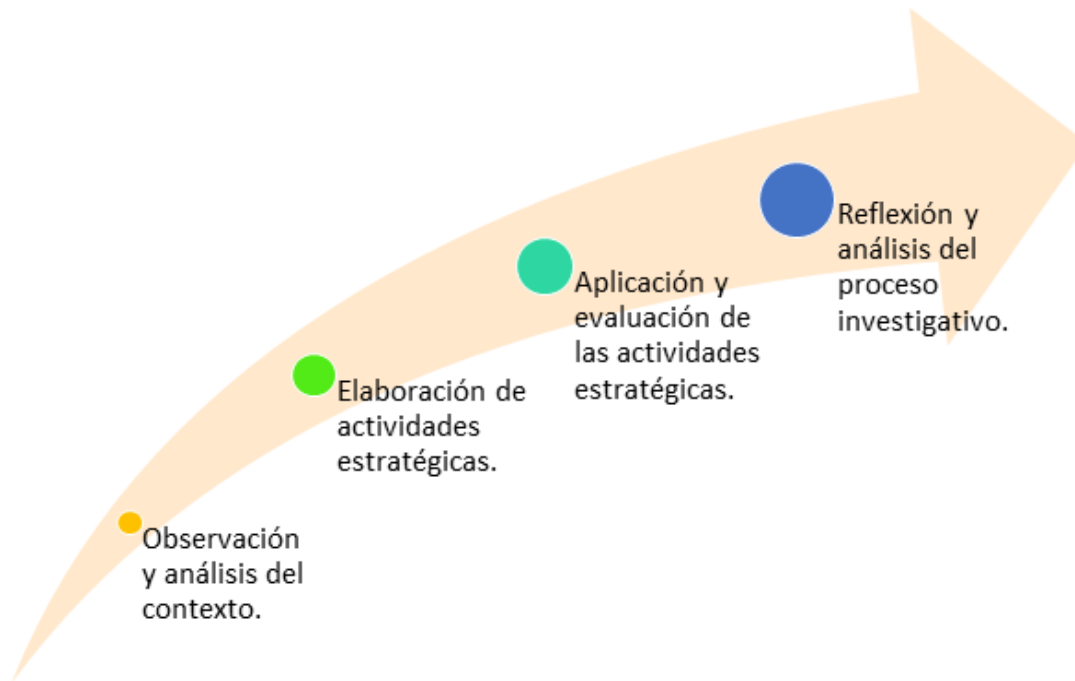 Observación
y análisis del
contexto.
Elaboración de
actividades
estratégicas.
Aplicación y
evaluación de
las actividades
estratégicas.
Reflexión y
análisis del
proceso
investigativo.